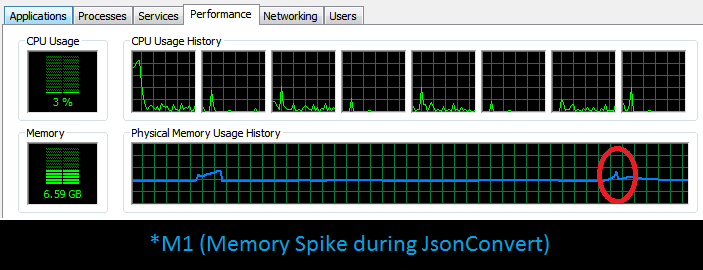 Applications Processes Services Performance Networking Users
CPU Usage CPU Usage History
3 %
Memory Physical Memory Usage History
6.59 GB
*M1 (Memory Spike during JsonConvert)